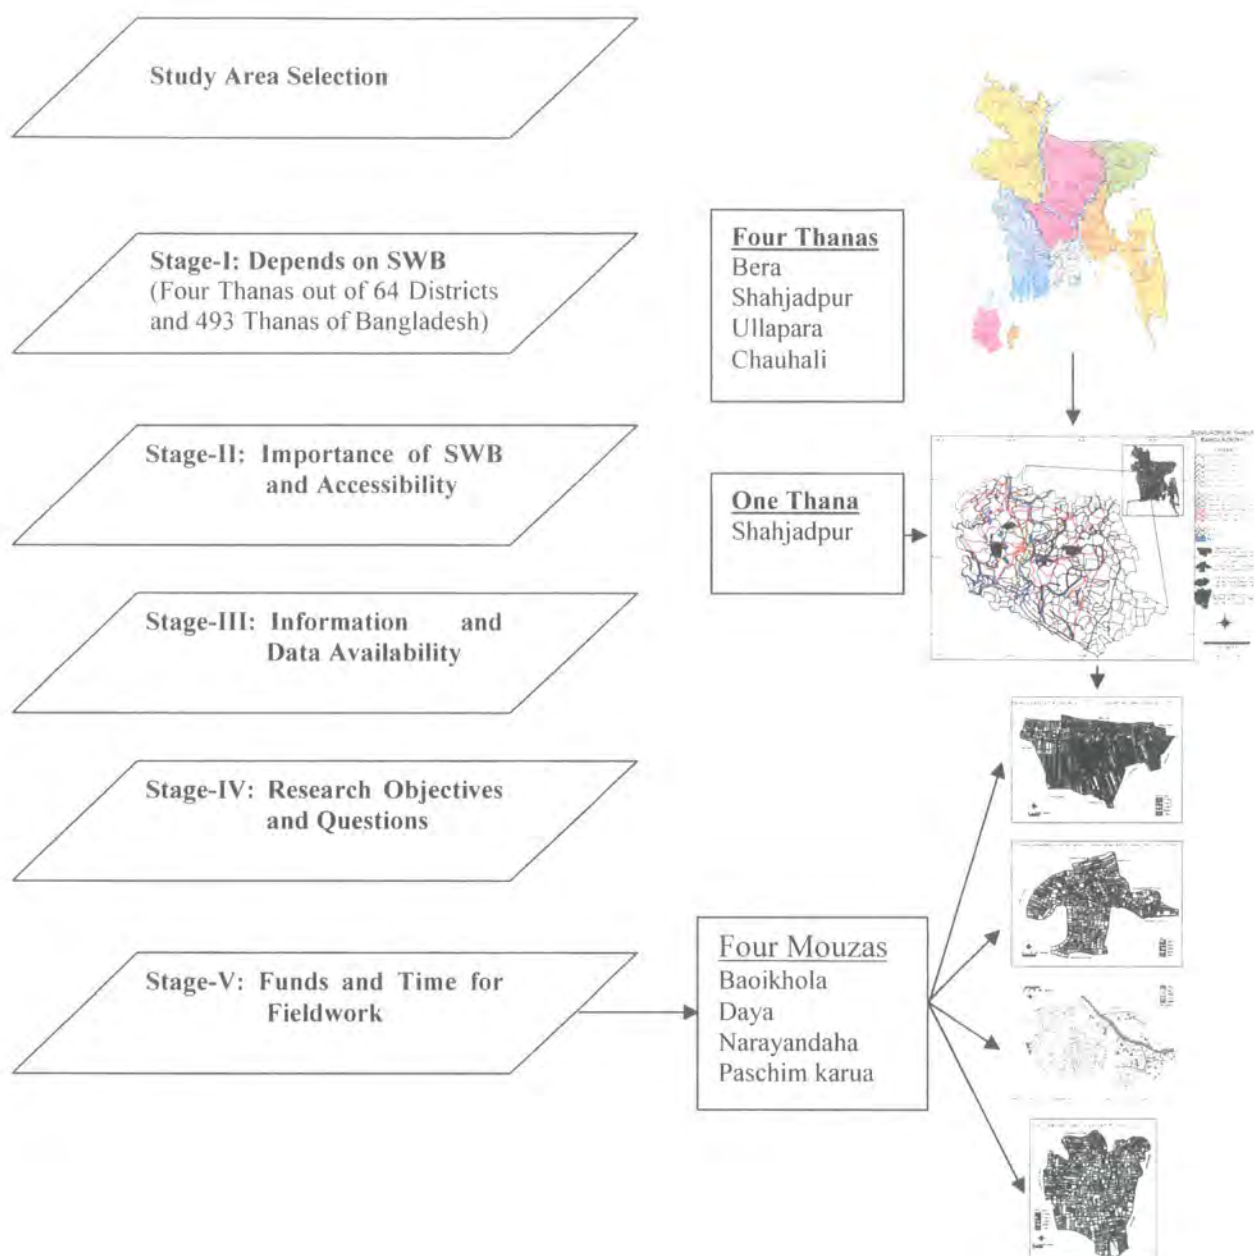 Study Area Selection
Stage-I: Depends on SWB
(Four Thanas out of 64 Districts
and 493 Thanas of Bangladesh)
Four Thanas
Bera
Shahjadpur
Ullapara
Chauhali
Stage-II: Importance of SWB
and Accessibility
One Thana
Shahjadpur
Stage-III: Information and
Data Availability
Stage-IV: Research Objectives
and Questions
Stage-V: Funds and Time for
Fieldwork
Four Mouzas
Baoikhola
Daya
Narayandaha
Paschim karua